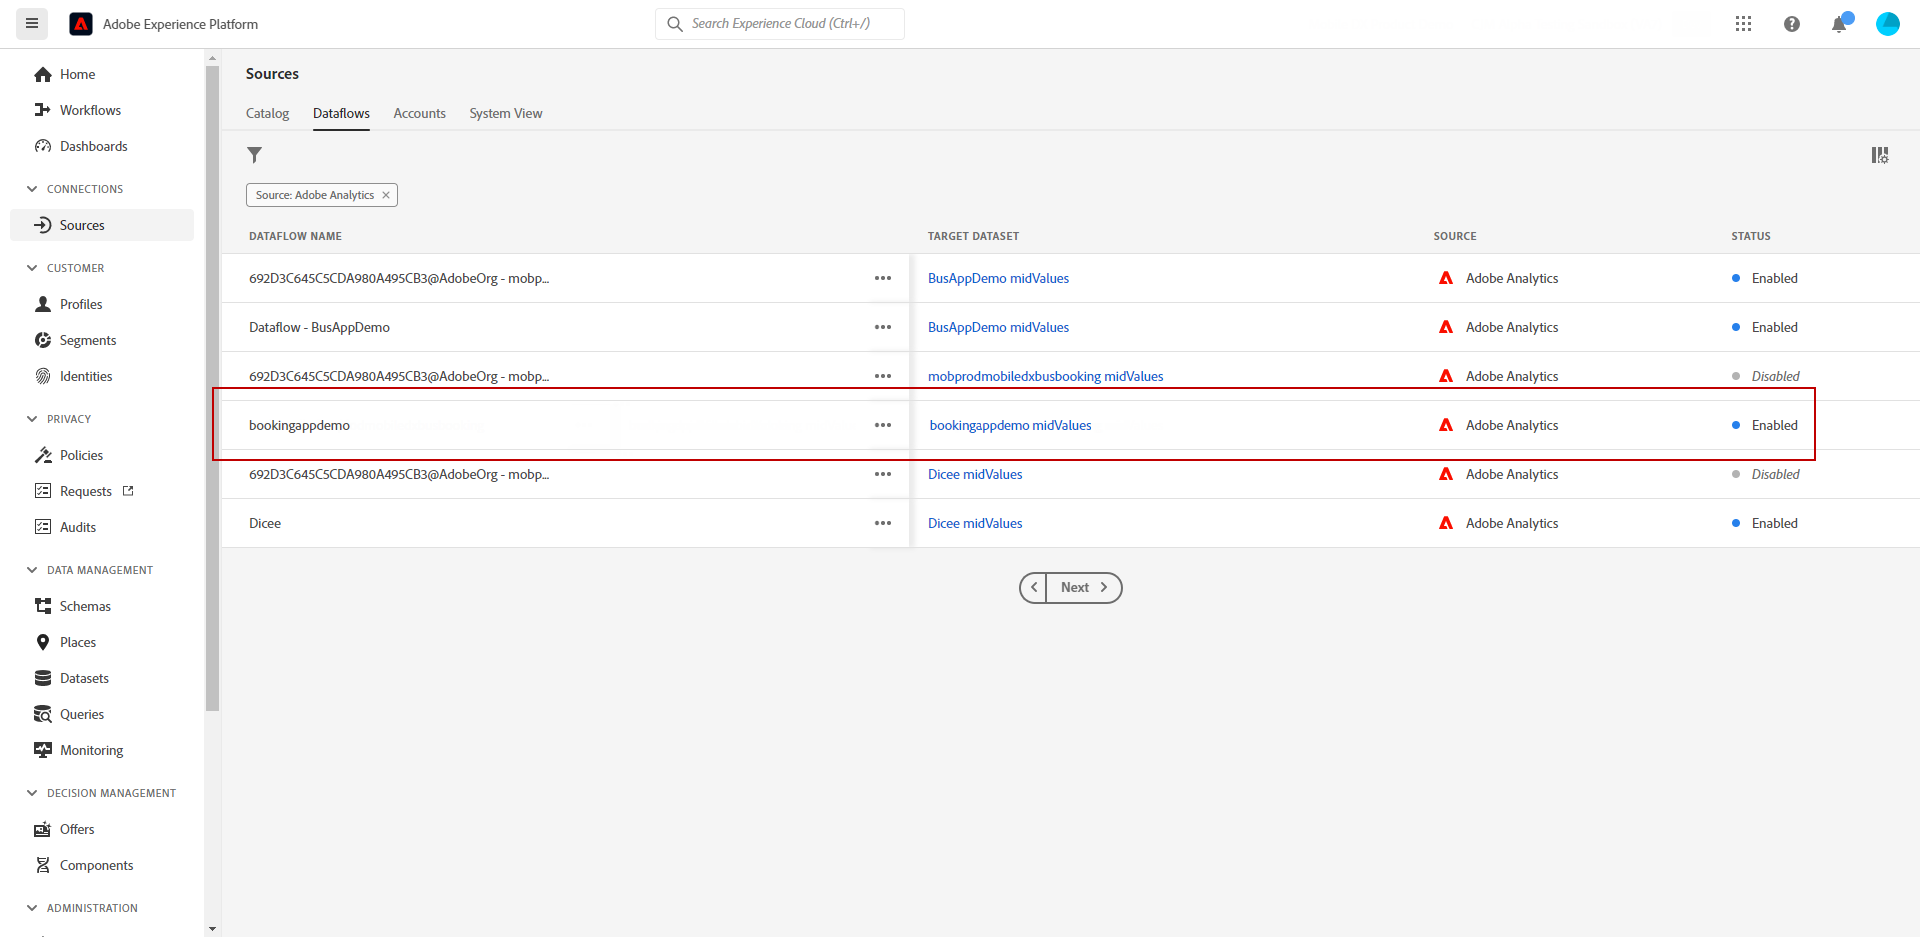 Adobe Experience Platform
Search Experience Cloud (Ctrl+/)
Home
Workflows
Dashboards
CONNECTIONS
Sources
CUSTOMER
Profiles
Segments
Identities
PRIVACY
Policies
Requests
Audits
DATA MANAGEMENT
Schemas
Places
Datasets
Queries
Monitoring
DECISION MANAGEMENT
Offers
Components
ADMINISTRATION
Sources
Catalog Dataflows Accounts System View
Source: Adobe Analytics
DATAFLOW NAME TARGET DATASET SOURCE STATUS
692D3C645C5CDA980A495CB3@AdobeOrg - mobp... BusAppDemo midValues Adobe Analytics Enabled
Dataflow - BusAppDemo BusAppDemo midValues Adobe Analytics Enabled
692D3C645C5CDA980A495CB3@AdobeOrg - mobp... mobprodmobiledxbusbooking midValues Adobe Analytics Disabled
bookingappdemo bookingappdemo midValues Adobe Analytics Enabled
692D3C645C5CDA980A495CB3@AdobeOrg - mobp... Dicee midValues Adobe Analytics Disabled
Dicee Dicee midValues Adobe Analytics Enabled
Next